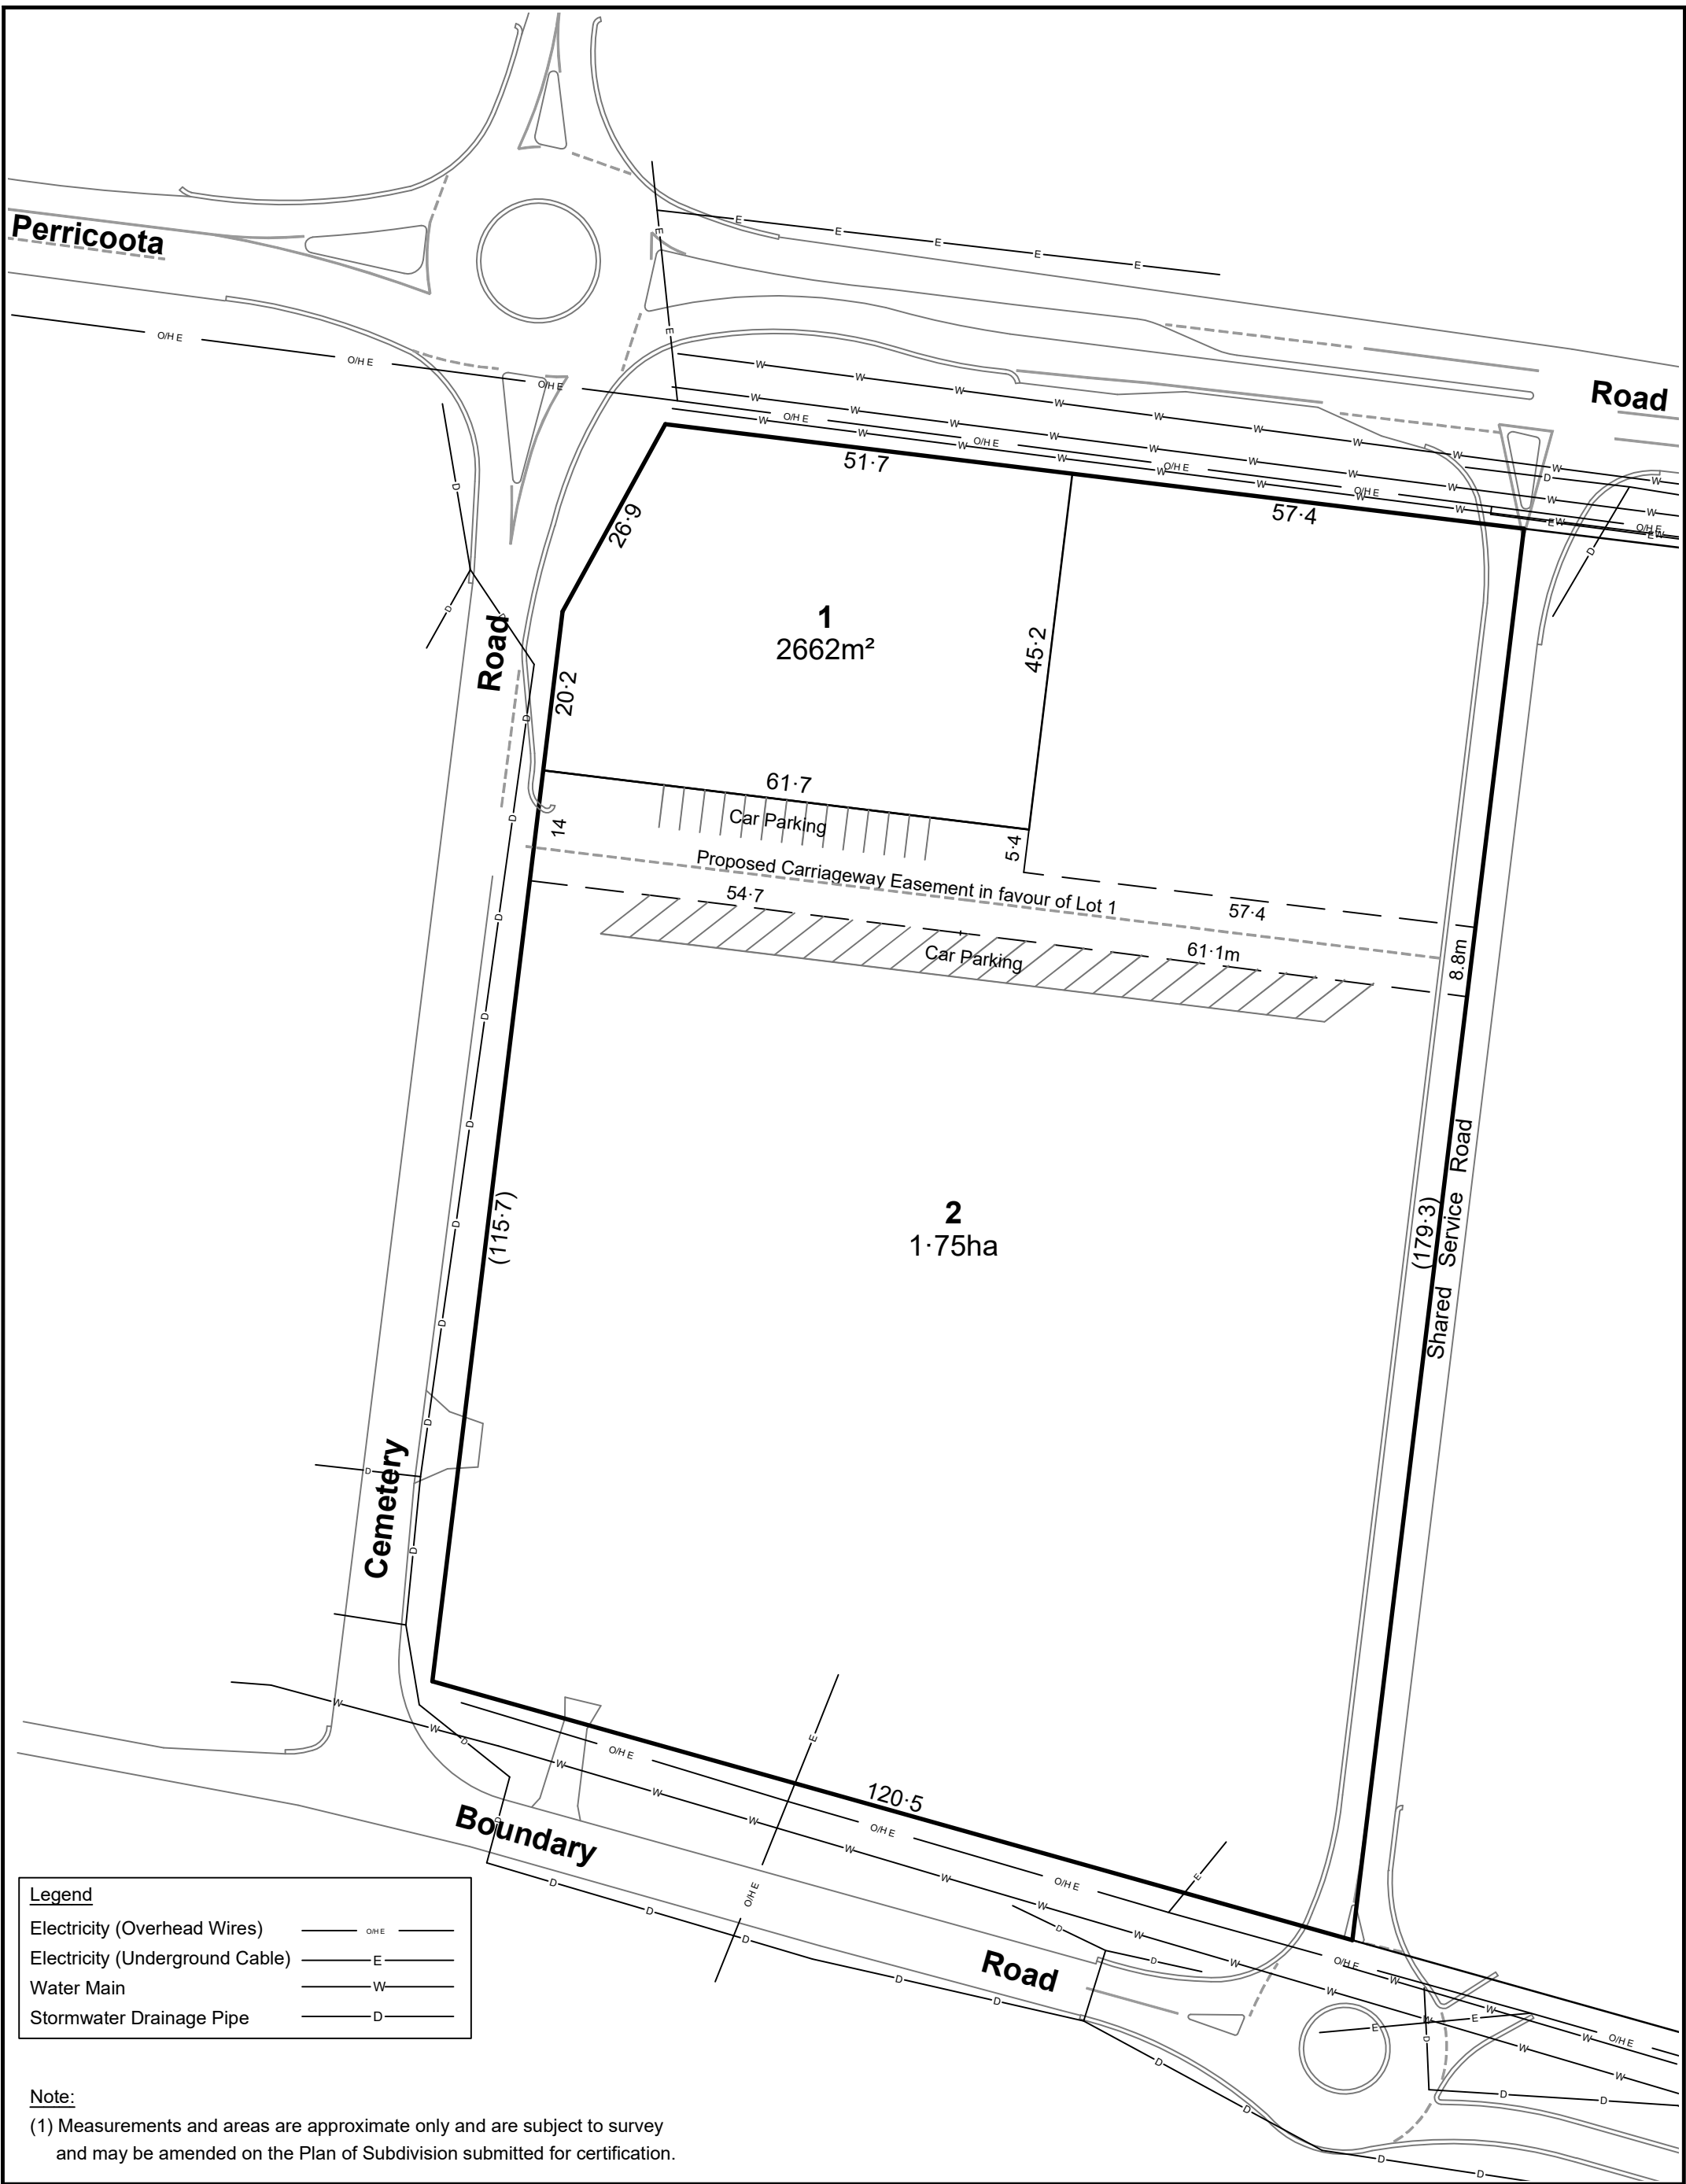 Perricoota
Road
51·7
57·4
26·9
1
2662m²
45·2
Road
20·2
61·7
Car Parking
14
5·4
Proposed Carriageway Easement in favour of Lot 1
54·7
57·4
Car Parking
61·1m
8.8m
2
1·75ha
(115·7)
(179·3)
Shared Service Road
Cemetery
120·5
Boundary
Road
O/H E
O/H E
O/H E
O/H E
O/H E
O/H E
O/H E
O/H E
O/H E
O/H E
O/H E
O/H E
O/H E
O/H E
Legend
Electricity (Overhead Wires) O/H E
Electricity (Underground Cable) E
Water Main W
Stormwater Drainage Pipe D
Note:
(1) Measurements and areas are approximate only and are subject to survey
and may be amended on the Plan of Subdivision submitted for certification.